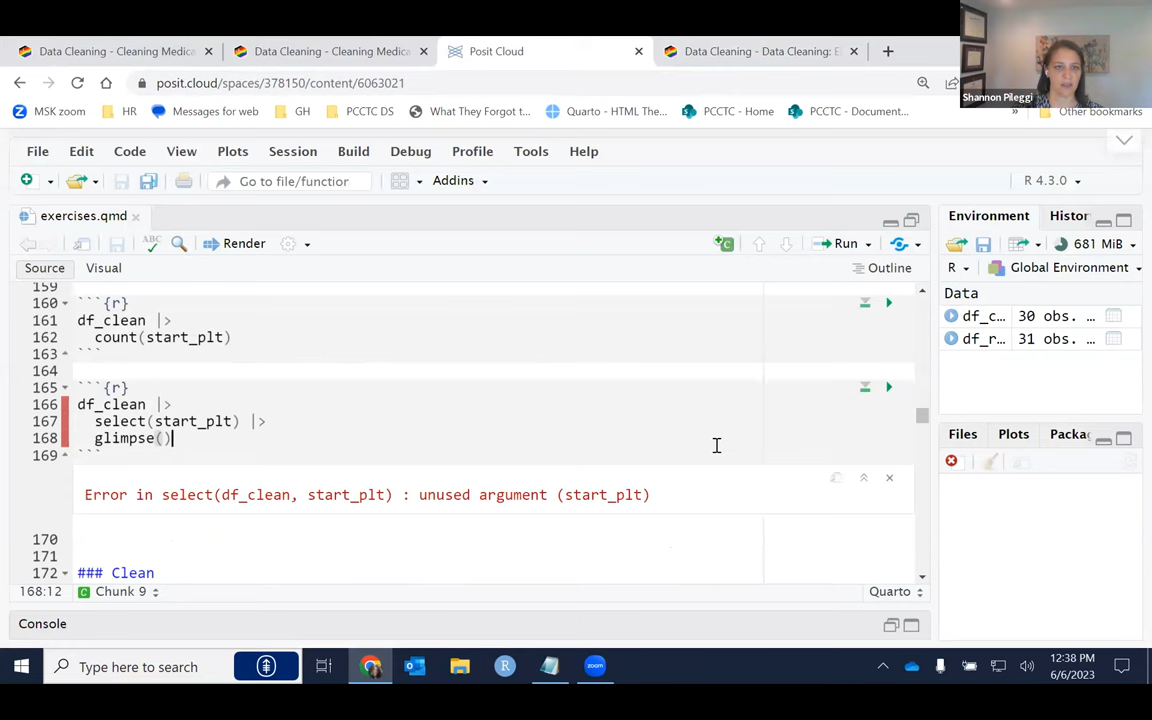 Data Cleaning - Cleaning Medica
Data Cleaning - Cleaning Medica
Posit Cloud
Data Cleaning - Data Cleaning: E
posit.cloud/spaces/378150/content/6063021
MSK zoom
HR
Messages for web
GH
PCCTC DS
What They Forgot t...
Quarto - HTML The...
PCCTC - Home
PCCTC - Document...
»
Other bookmarks
Shannon Pileggi
File Edit Code View Plots Session Build Debug Profile Tools Help
Go to file/functior
Addins
R 4.3.0
exercises.qmd
ABC
Render
Run
Source Visual
Outline
159
160 ```{r}
161 df_clean |>
162 count(start_plt)
163 ```
164
165 ```{r}
166 df_clean |>
167 select(start_plt) |>
168 glimpse()
169 ```
Error in select(df_clean, start_plt) : unused argument (start_plt)
170
171
172 ### Clean
168:12 C Chunk 9
Quarto
Console
Environment Histor
681 MiB
R Global Environment
Data
df_c... 30 obs. ...
df_r... 31 obs. ...
Files Plots Packa
Type here to search
R
zoom
12:38 PM
6/6/2023